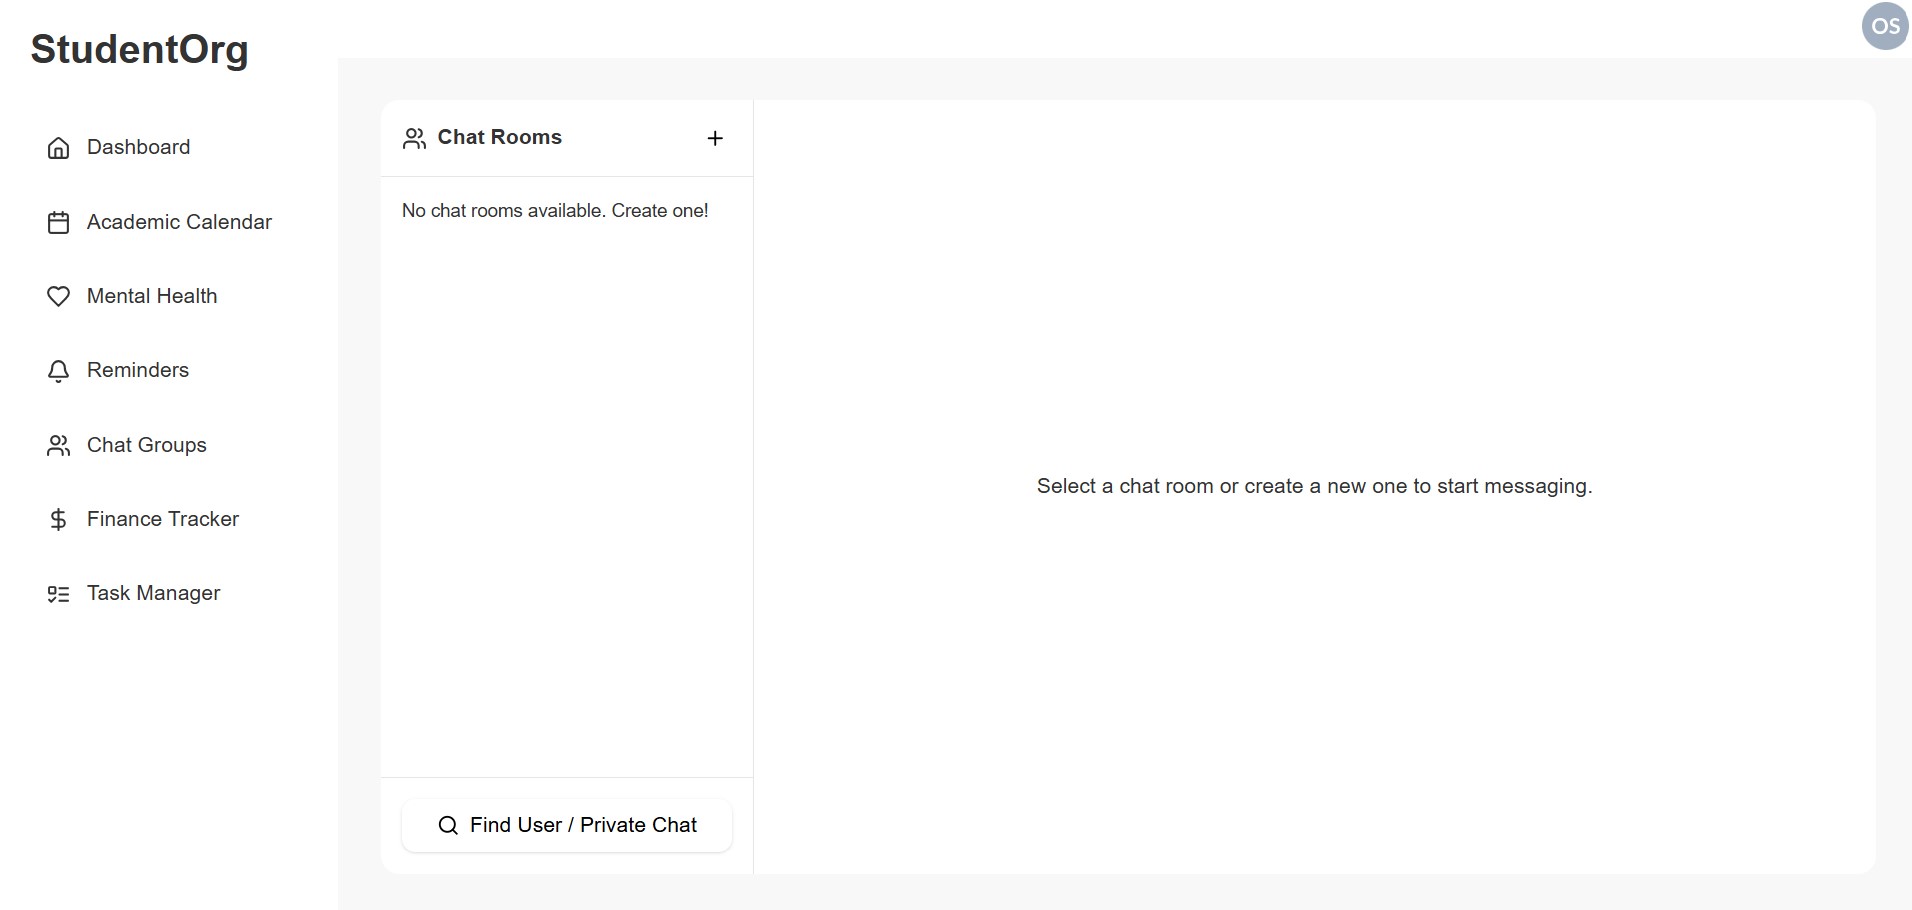 StudentOrg
OS
Dashboard
Academic Calendar
Mental Health
Reminders
Chat Groups
Finance Tracker
Task Manager
Chat Rooms
No chat rooms available. Create one!
Find User / Private Chat
Select a chat room or create a new one to start messaging.